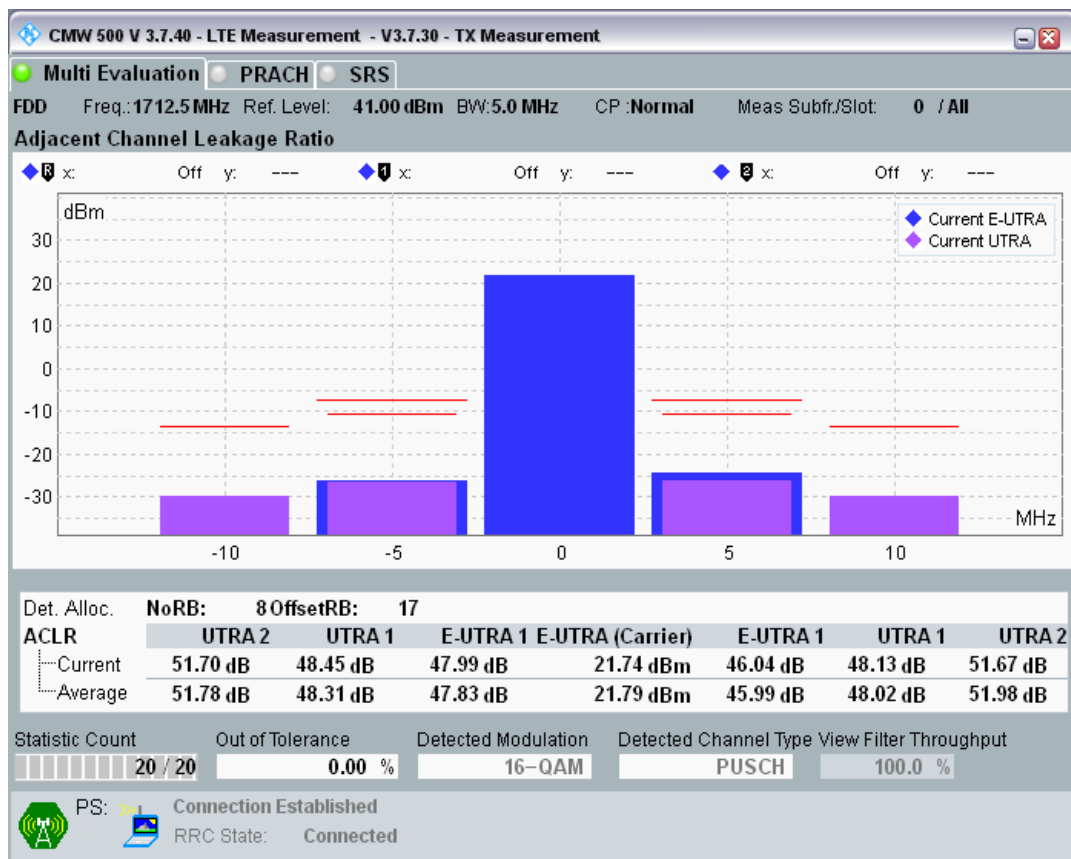 CMW 500 V 3.7.40 - LTE Measurement - V3.7.30 - TX Measurement
Multi Evaluation PRACH SRS
FDD Freq.:1712.5 MHz Ref. Level: 41.00 dBm BW:5.0 MHz CP :Normal Meas Subfr./Slot: 0 / All
Adjacent Channel Leakage Ratio
R x: Off y: --- 1 x: Off y: --- 2 x: Off y: ---
dBm
Current E-UTRA
Current UTRA
30
20
10
0
-10
-20
-30
MHz
-10 -5 0 5 10
Det. Alloc. NoRB: 8 OffsetRB: 17
ACLR UTRA 2 UTRA 1 E-UTRA 1 E-UTRA (Carrier) E-UTRA 1 UTRA 1 UTRA 2
Current 51.70 dB 48.45 dB 47.99 dB 21.74 dBm 46.04 dB 48.13 dB 51.67 dB
Average 51.78 dB 48.31 dB 47.83 dB 21.79 dBm 45.99 dB 48.02 dB 51.98 dB
Statistic Count Out of Tolerance Detected Modulation Detected Channel Type View Filter Throughput
20 / 20 0.00 % 16-QAM PUSCH 100.0 %
PS: Connection Established
RRC State: Connected